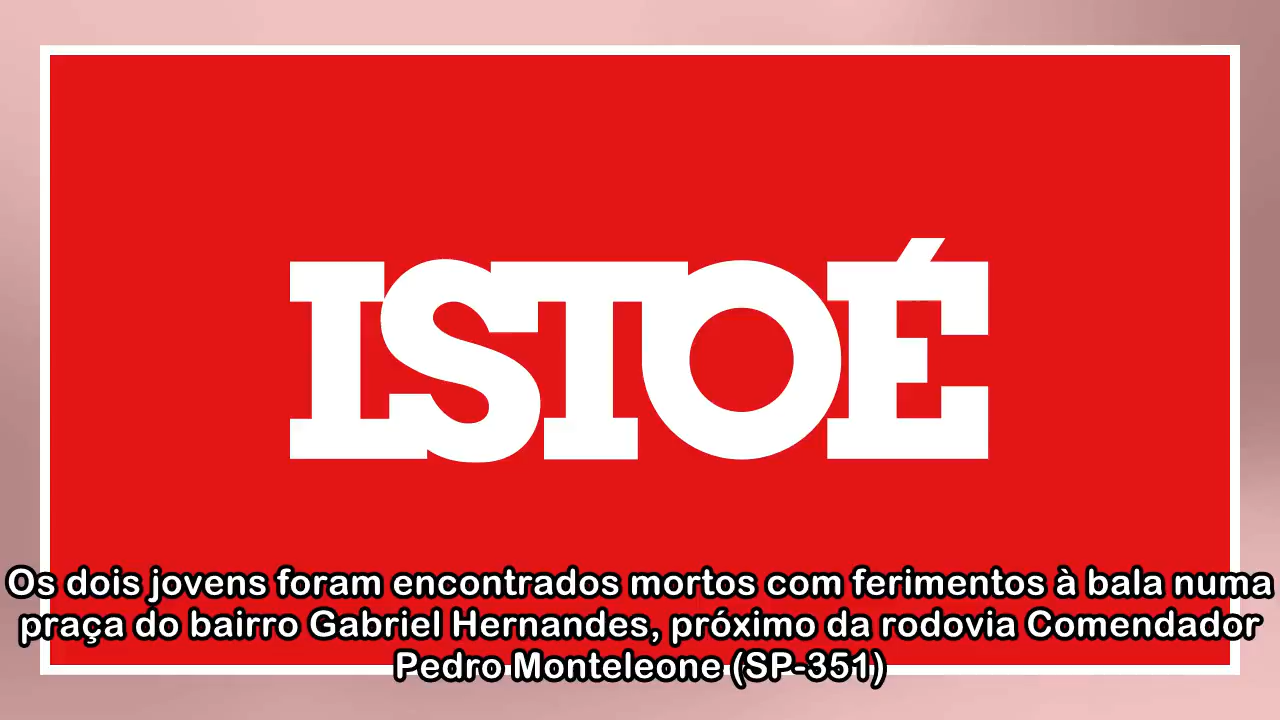 ISTOÉ
Os dois jovens foram encontrados mortos com ferimentos à bala numa
praça do bairro Gabriel Hernandes, próximo da rodovia Comendador
Pedro Monteleone (SP-351)